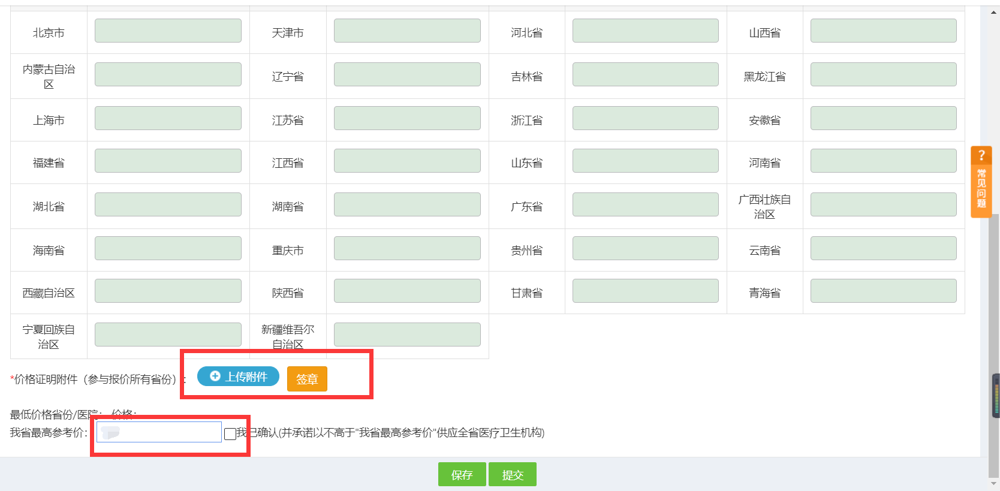 北京市 天津市 河北省 山西省
内蒙古自治区 辽宁省 吉林省 黑龙江省
上海市 江苏省 浙江省 安徽省
福建省 江西省 山东省 河南省
湖北省 湖南省 广东省 广西壮族自治区
海南省 重庆市 贵州省 云南省
西藏自治区 陕西省 甘肃省 青海省
宁夏回族自治区 新疆维吾尔自治区
*价格证明附件（参与报价所有省份）： 上传附件 签章
最低价格省份/医院： 价格：
我省最高参考价： 我已确认(并承诺以不高于"我省最高参考价"供应全省医疗卫生机构)
保存 提交
?
常见问题